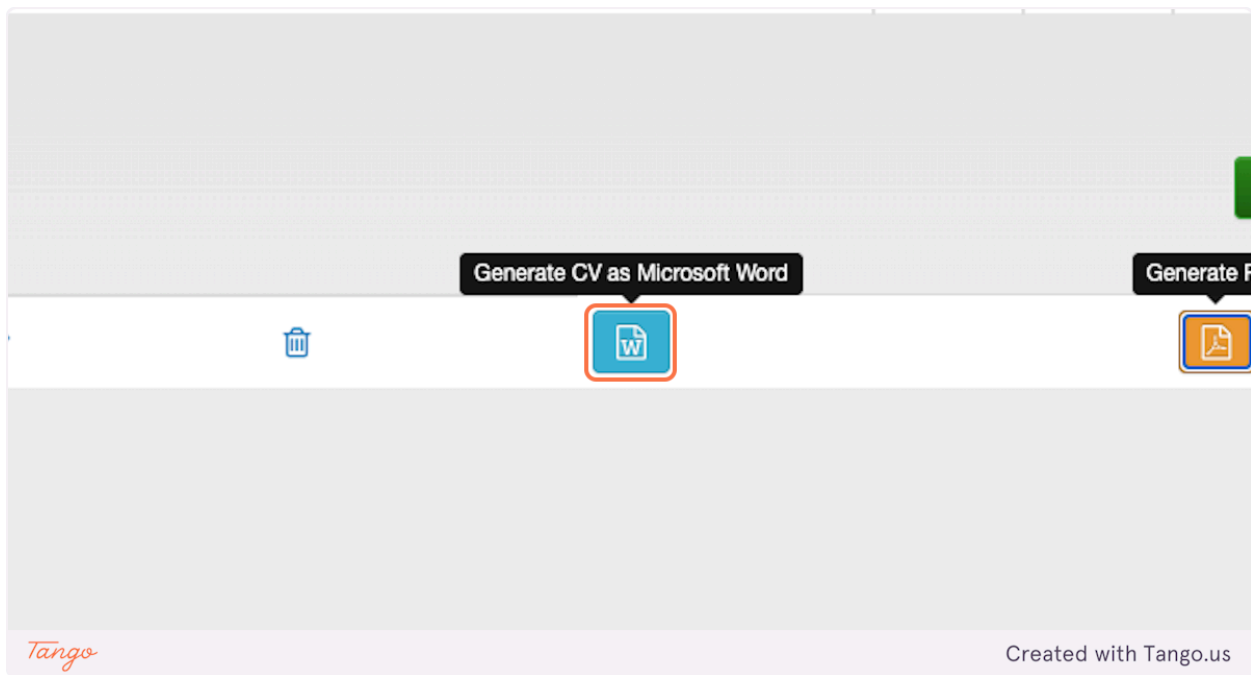 Generate CV as Microsoft Word
Generate
W
Tango
Created with Tango.us